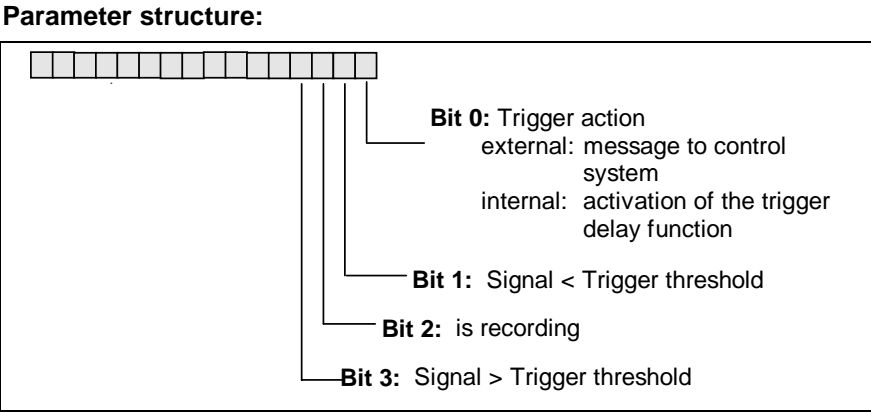 Parameter structure:
Bit 0: Trigger action
external: message to control
system
internal: activation of the trigger
delay function
Bit 1: Signal < Trigger threshold
Bit 2: is recording
Bit 3: Signal > Trigger threshold